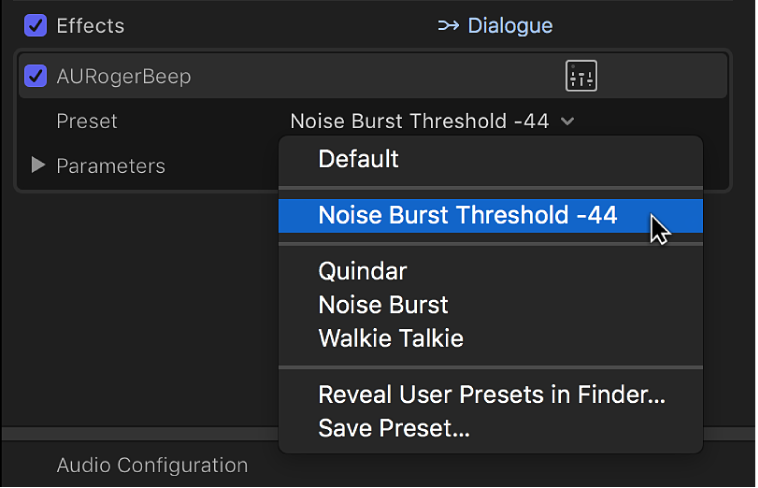 Effects Dialogue
AURogerBeep
Preset Noise Burst Threshold -44
Default
Parameters
Noise Burst Threshold -44
Quindar
Noise Burst
Walkie Talkie
Reveal User Presets in Finder...
Save Preset...
Audio Configuration